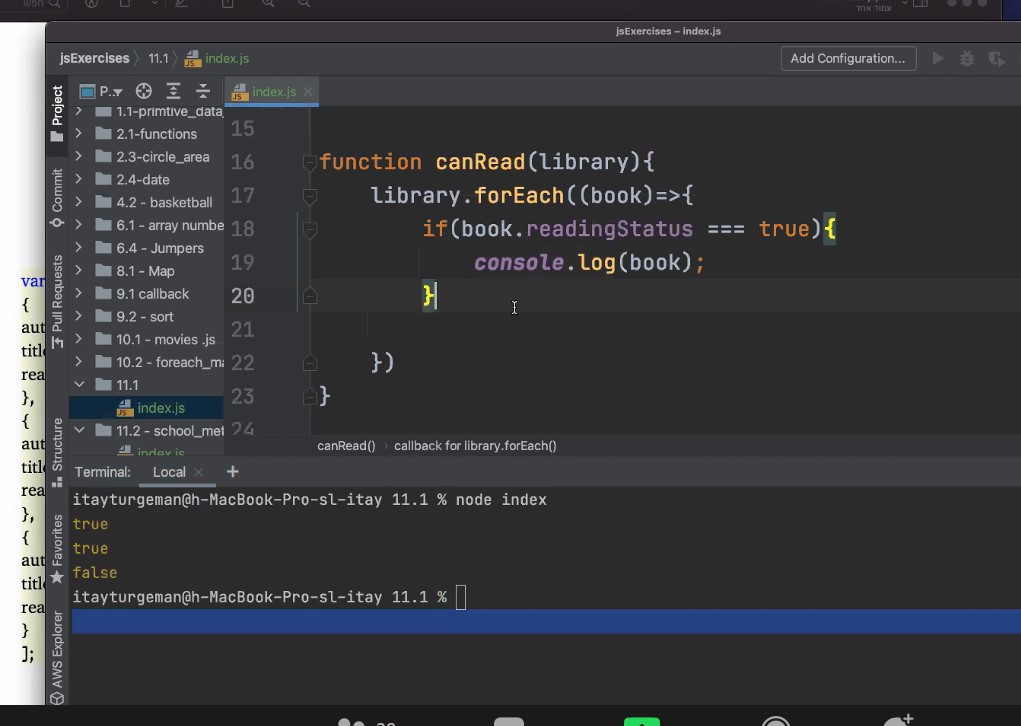 עמוד אחד
jsExercises – index.js
jsExercises 11.1 index.js
Add Configuration...
Project
Commit
Pull Requests
Structure
Favorites
AWS Explorer
P..
1.1-primtive_data
2.1-functions
2.3-circle_area
2.4-date
4.2 - basketball
6.1 - array numbe
6.4 - Jumpers
8.1 - Map
9.1 callback
9.2 - sort
10.1 - movies .js
10.2 - foreach_ma
11.1
index.js
11.2 - school_met
index.js
index.js
15
16 function canRead(library){
17 library.forEach((book)=>{
18 if(book.readingStatus === true){
19 console.log(book);
20 }
21
22 })
23 }
24
canRead() callback for library.forEach()
Terminal: Local +
itayturgeman@h-MacBook-Pro-sl-itay 11.1 % node index
true
true
false
itayturgeman@h-MacBook-Pro-sl-itay 11.1 %
var
{
aut
title
rea
},
{
aut
title
rea
},
{
aut
title
rea
}
];